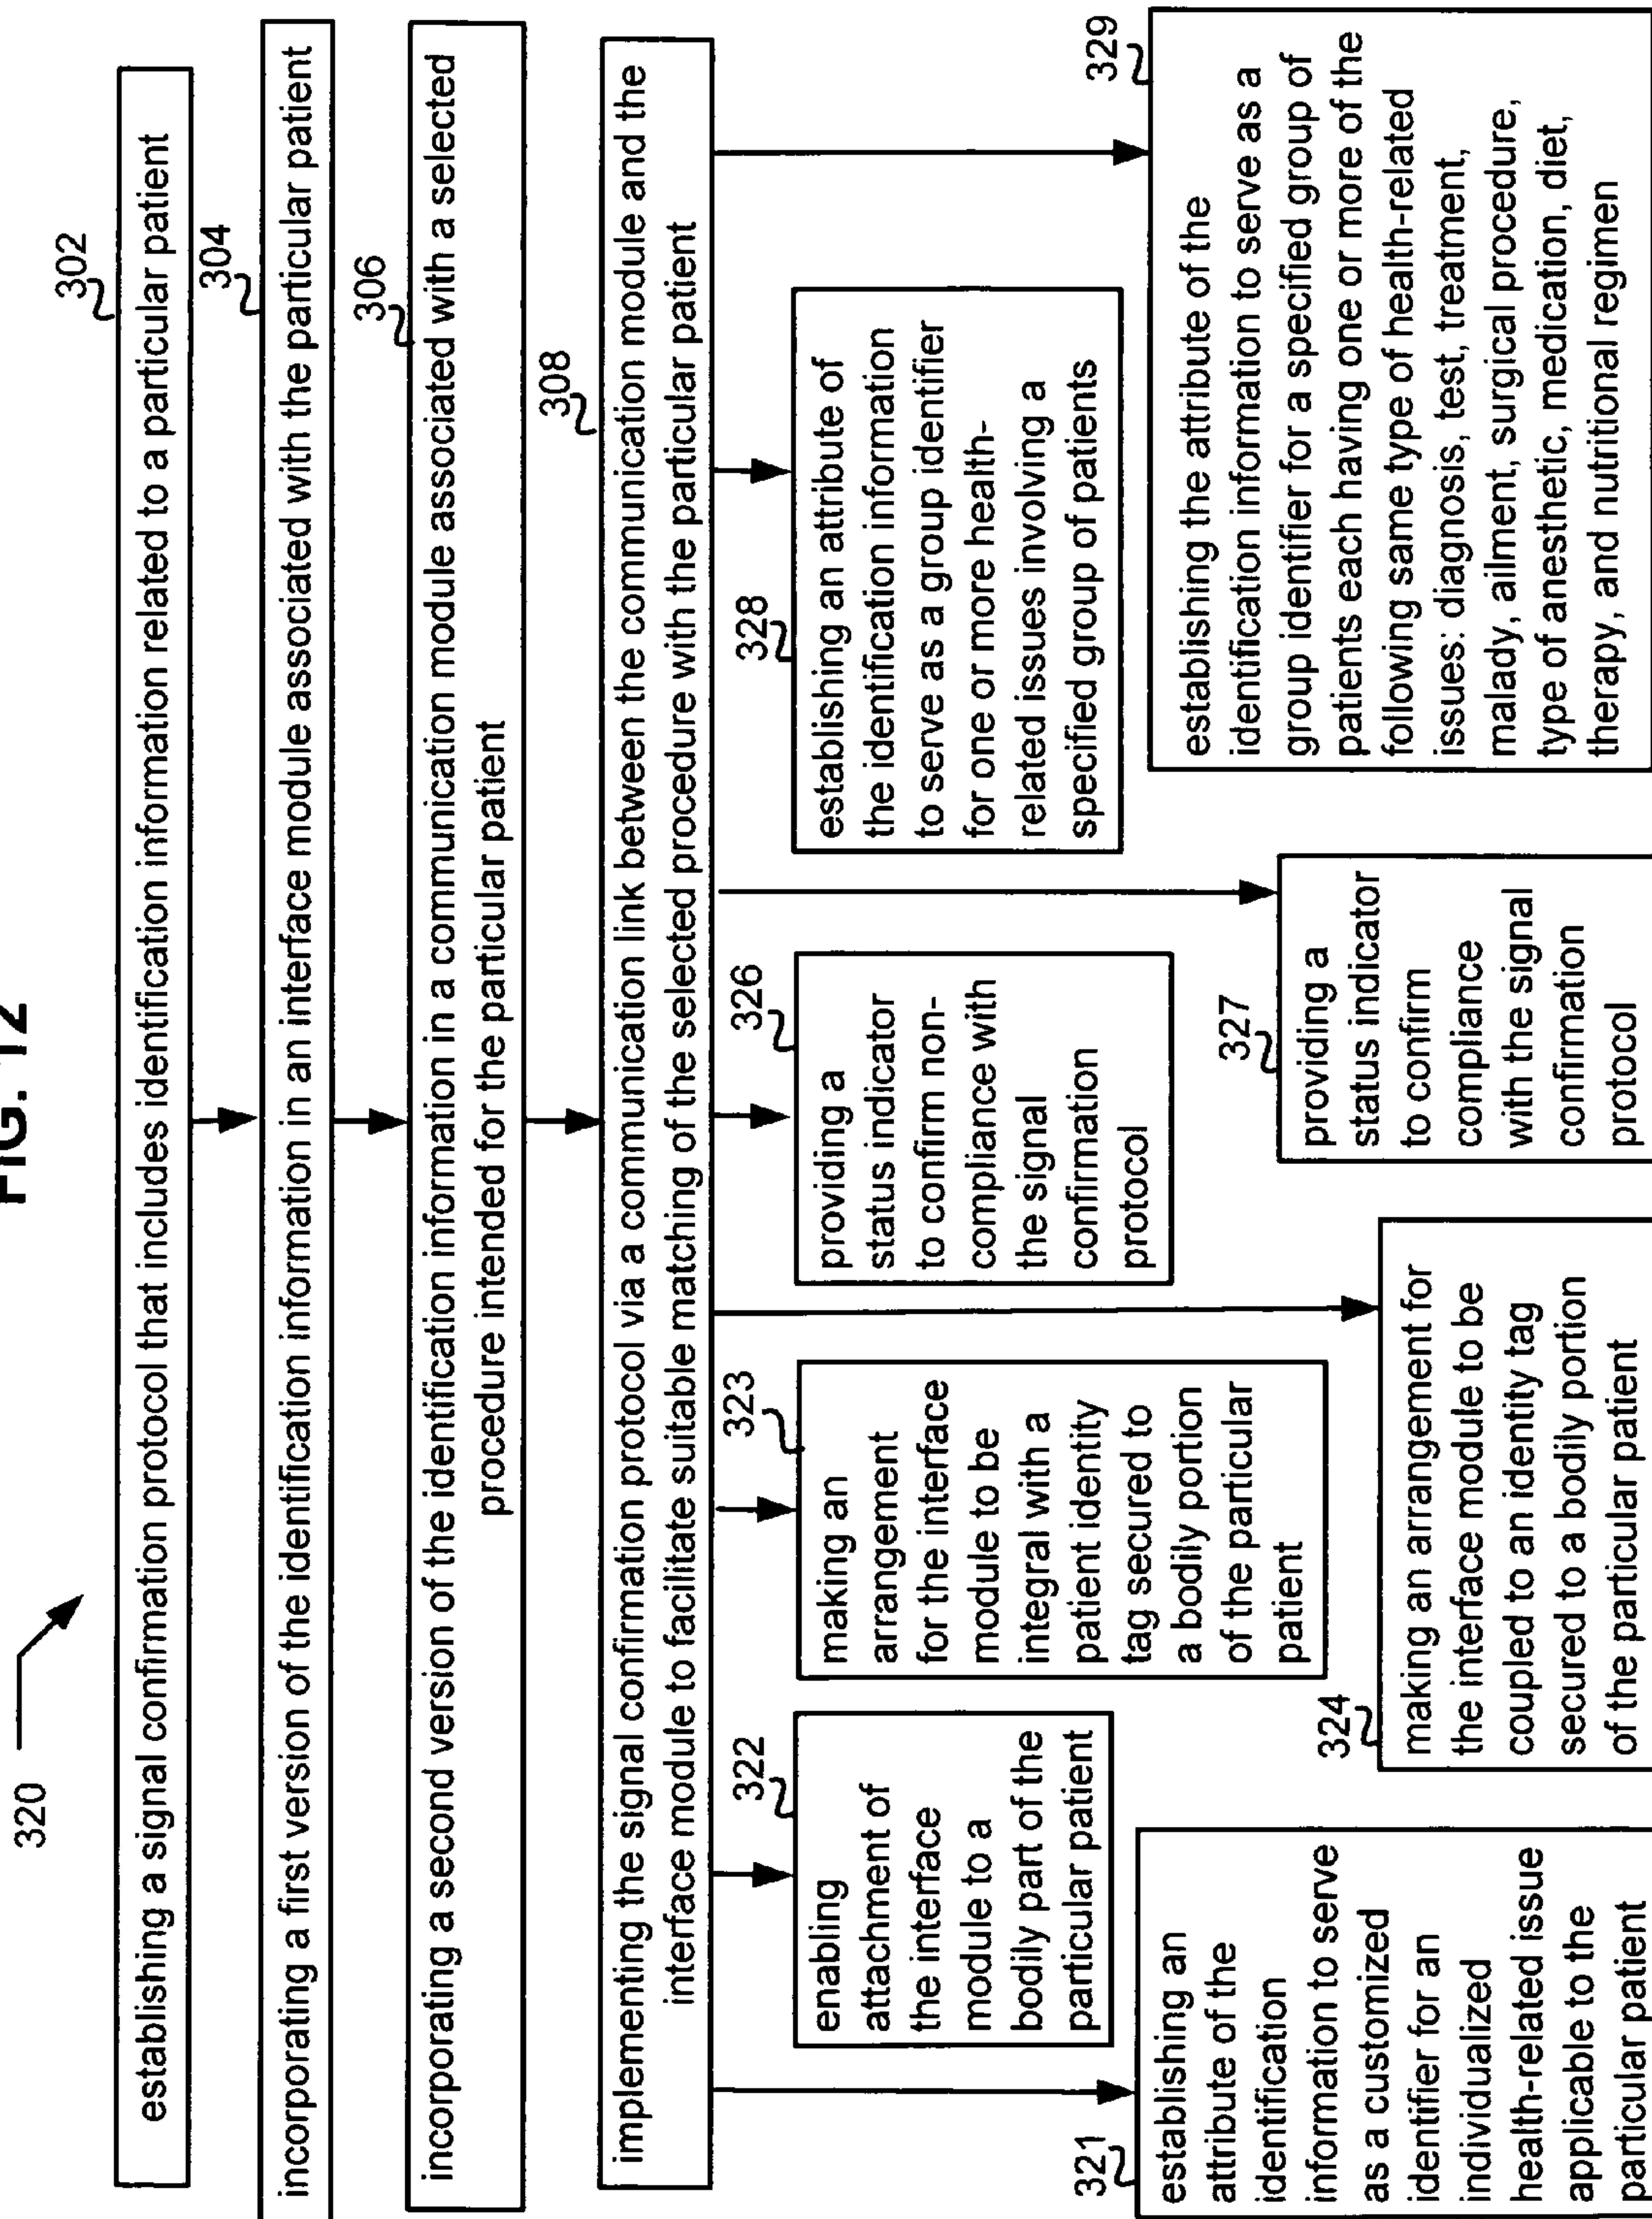 FIG. 12
320
302
establishing a signal confirmation protocol that includes identification information related to a particular patient
304
incorporating a first version of the identification information in an interface module associated with the particular patient
306
incorporating a second version of the identification information in a communication module associated with a selected
procedure intended for the particular patient
308
implementing the signal confirmation protocol via a communication link between the communication module and the
interface module to facilitate suitable matching of the selected procedure with the particular patient
321
establishing an
attribute of the
identification
information to serve
as a customized
identifier for an
individualized
health-related issue
applicable to the
particular patient
322
enabling
attachment of
the interface
module to a
bodily part of the
particular patient
323
making an
arrangement
for the interface
module to be
integral with a
patient identity
tag secured to
a bodily portion
of the particular
patient
324
making an arrangement for
the interface module to be
coupled to an identity tag
secured to a bodily portion
of the particular patient
326
providing a
status indicator
to confirm non-
compliance with
the signal
confirmation
protocol
327
providing a
status indicator
to confirm
compliance
with the signal
confirmation
protocol
328
establishing an attribute of
the identification information
to serve as a group identifier
for one or more health-
related issues involving a
specified group of patients
329
establishing the attribute of the
identification information to serve as a
group identifier for a specified group of
patients each having one or more of the
following same type of health-related
issues: diagnosis, test, treatment,
malady, ailment, surgical procedure,
type of anesthetic, medication, diet,
therapy, and nutritional regimen